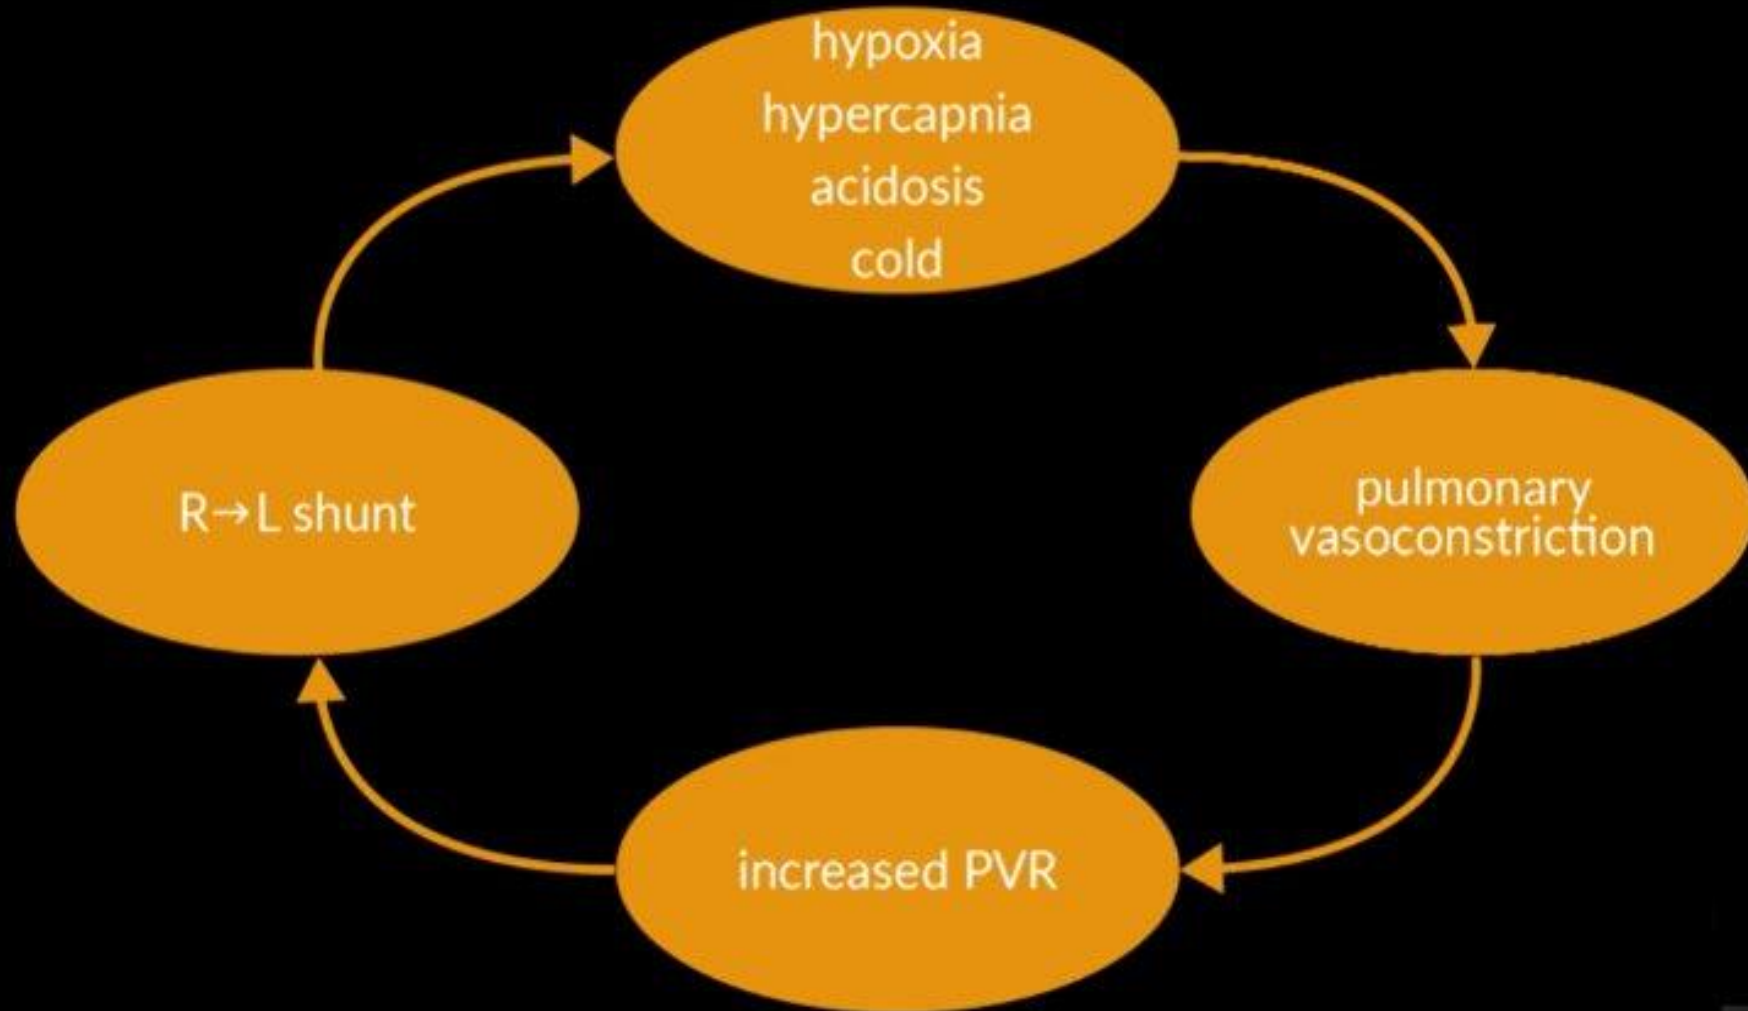 hypoxia
hypercapnia
acidosis
cold
pulmonary
vasoconstriction
increased PVR
R→L shunt